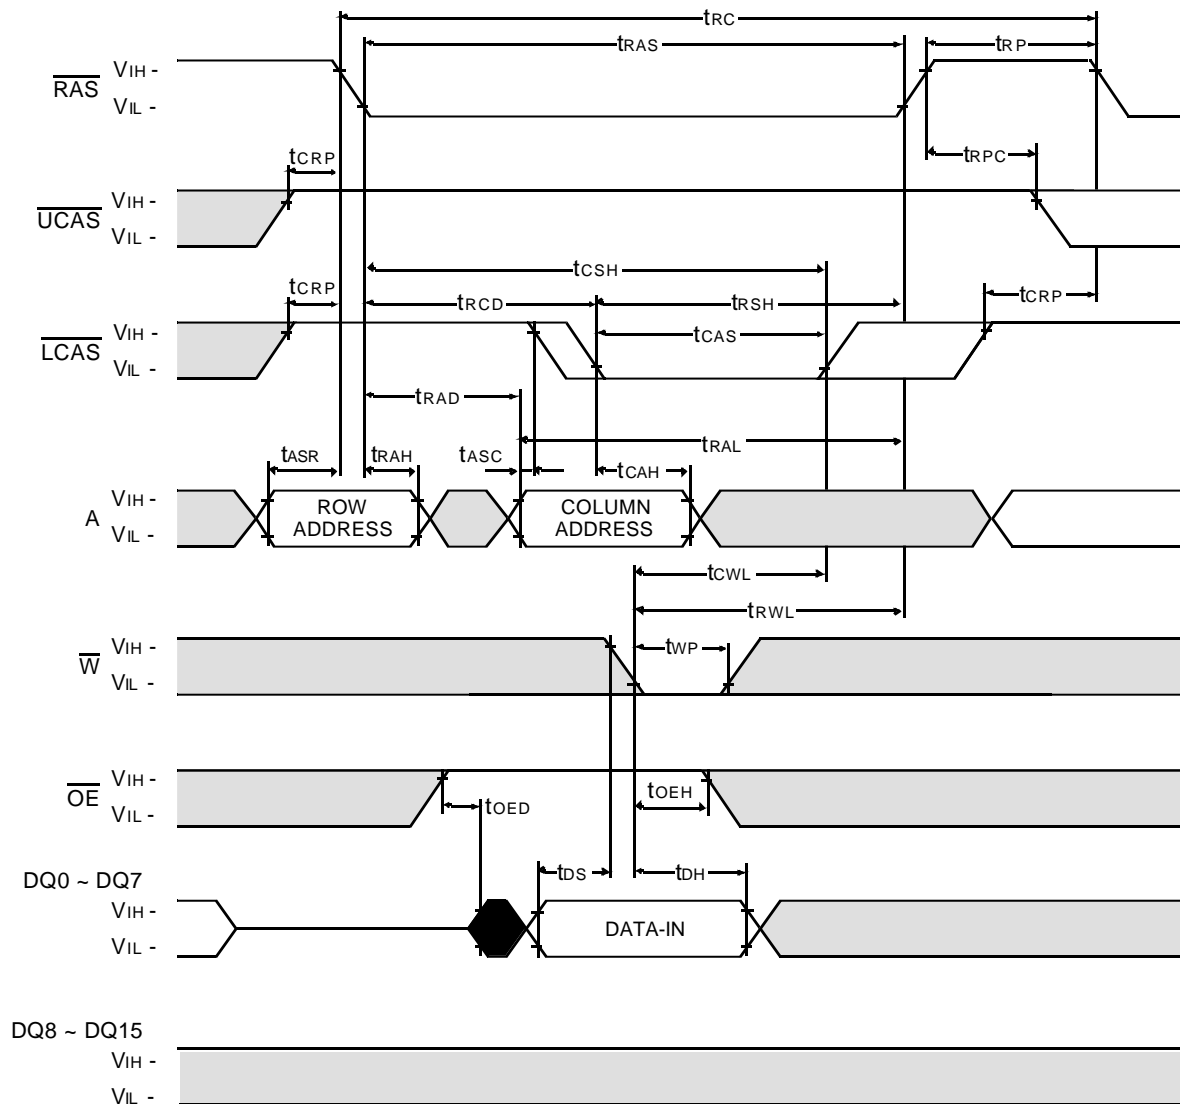 tRC
tRAS
tRP
RAS
VIH -
VIL -
tCRP
tRPC
UCAS
VIH -
VIL -
tCSH
tCRP
tRCD
tRSH
tCRP
LCAS
VIH -
VIL -
tCAS
tRAD
tRAL
tASR
tRAH
tASC
tCAH
A
VIH -
VIL -
ROW
ADDRESS
COLUMN
ADDRESS
tCWL
tRWL
W
VIH -
VIL -
tWP
OE
VIH -
VIL -
tOED
tOEH
tDS
tDH
DQ0 ~ DQ7
VIH -
VIL -
DATA-IN
DQ8 ~ DQ15
VIH -
VIL -